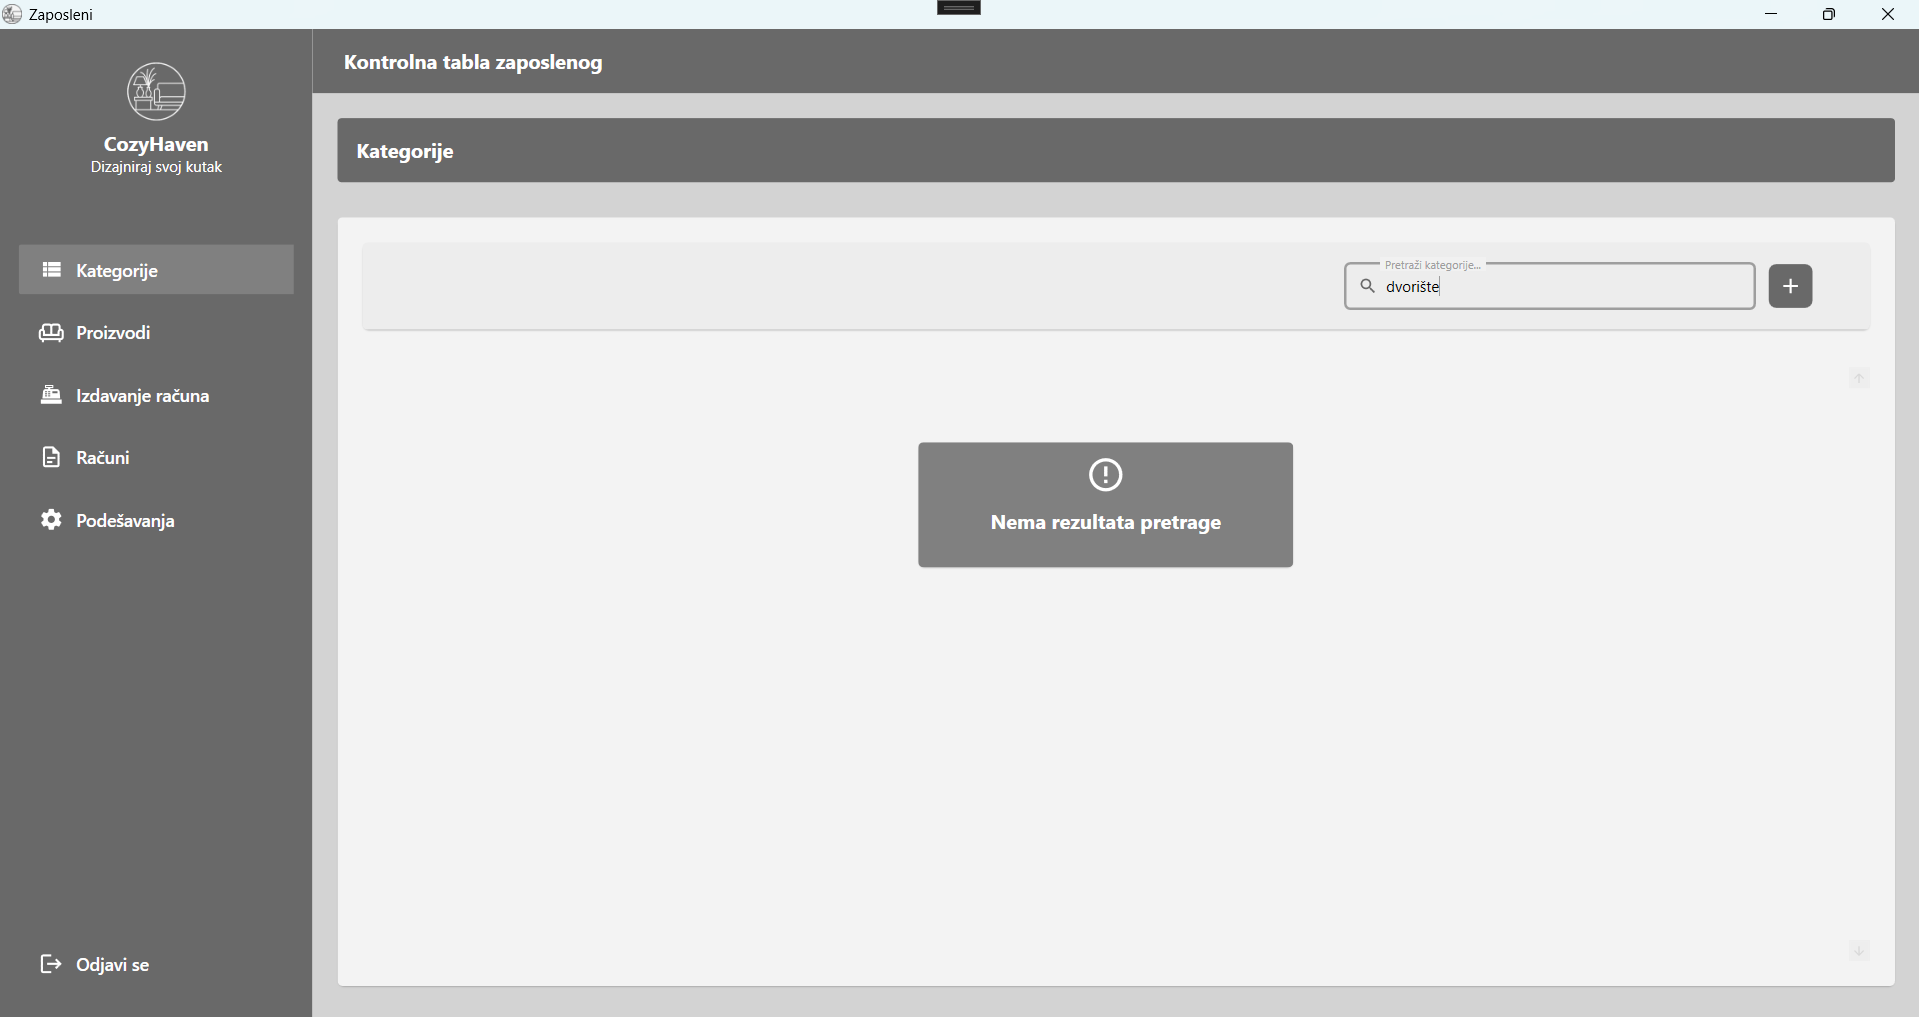 Zaposleni
CozyHaven
Dizajniraj svoj kutak
Kategorije
Proizvodi
Izdavanje računa
Računi
Podešavanja
Odjavi se
Kontrolna tabla zaposlenog
Kategorije
Pretraži kategorije...
dvorište
Nema rezultata pretrage